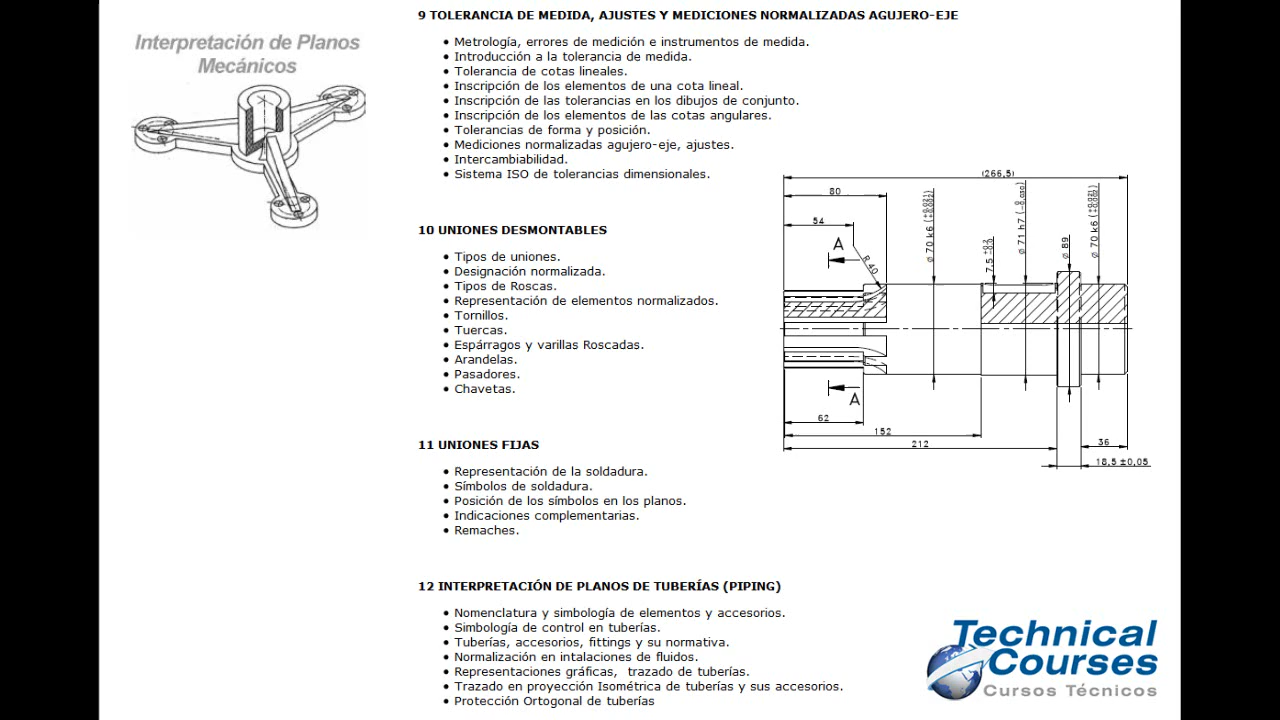 Interpretación de Planos
Mecánicos
9 TOLERANCIA DE MEDIDA, AJUSTES Y MEDICIONES NORMALIZADAS AGUJERO-EJE
• Metrología, errores de medición e instrumentos de medida.
• Introducción a la tolerancia de medida.
• Tolerancia de cotas lineales.
• Inscripción de los elementos de una cota lineal.
• Inscripción de las tolerancias en los dibujos de conjunto.
• Inscripción de los elementos de las cotas angulares.
• Tolerancias de forma y posición.
• Mediciones normalizadas agujero-eje, ajustes.
• Intercambiabilidad.
• Sistema ISO de tolerancias dimensionales.
10 UNIONES DESMONTABLES
• Tipos de uniones.
• Designación normalizada.
• Tipos de Roscas.
• Representación de elementos normalizados.
• Tornillos.
• Tuercas.
• Espárragos y varillas Roscadas.
• Arandelas.
• Pasadores.
• Chavetas.
(266,5)
80
54
A
R 40
ø 70 k6 (+0,021 +0,002)
7,5
ø 71 h7
ø 89
ø 70 k6 (+0,021 +0,002)
A
62
152
212
36
18,5 ±0,05
11 UNIONES FIJAS
• Representación de la soldadura.
• Símbolos de soldadura.
• Posición de los símbolos en los planos.
• Indicaciones complementarias.
• Remaches.
12 INTERPRETACIÓN DE PLANOS DE TUBERÍAS (PIPING)
• Nomenclatura y simbología de elementos y accesorios.
• Simbología de control en tuberías.
• Tuberías, accesorios, fittings y su normativa.
• Normalización en intalaciones de fluidos.
• Representaciones gráficas,  trazado de tuberías.
• Trazado en proyección Isométrica de tuberías y sus accesorios.
• Protección Ortogonal de tuberías
Technical
Courses
Cursos Técnicos